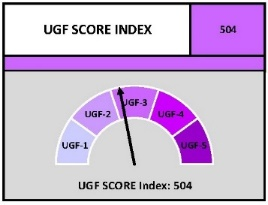 UGF SCORE INDEX
504
UGF-1
UGF-2
UGF-3
UGF-4
UGF-5
UGF SCORE Index: 504